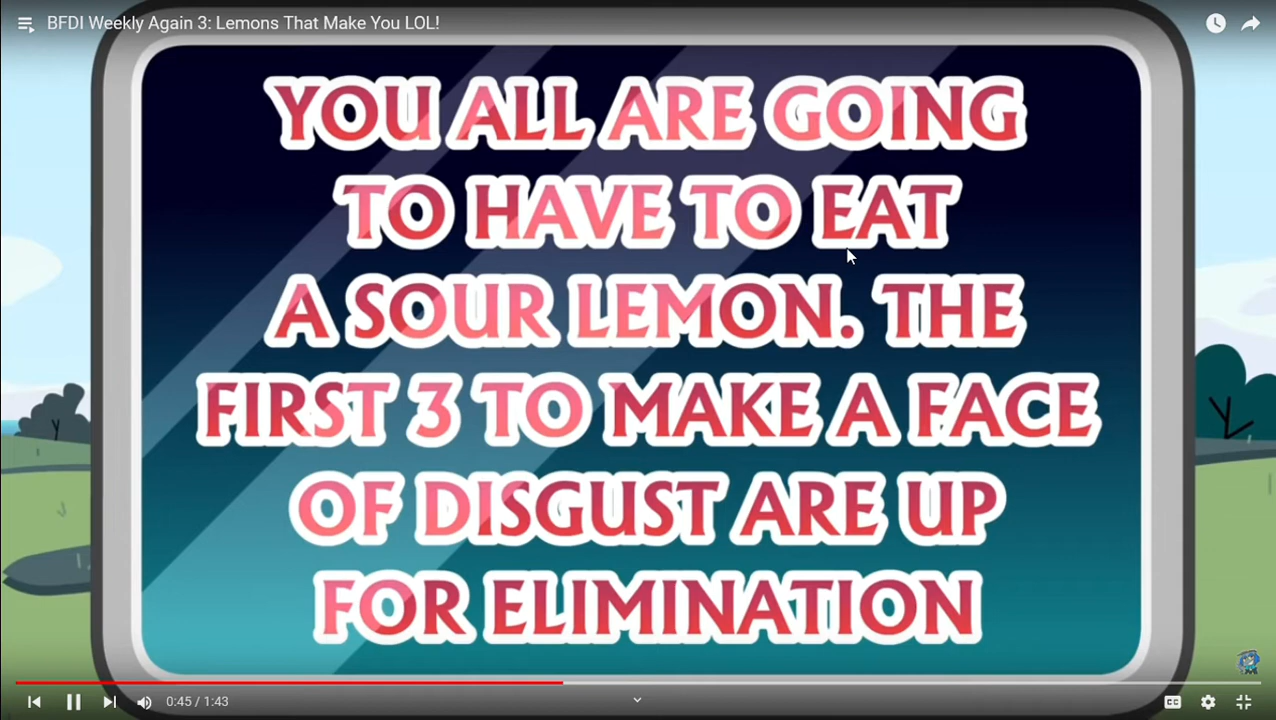 BFDI Weekly Again 3: Lemons That Make You LOL!
YOU ALL ARE GOING
TO HAVE TO EAT
A SOUR LEMON. THE
FIRST 3 TO MAKE A FACE
OF DISGUST ARE UP
FOR ELIMINATION
0:45 / 1:43
CC